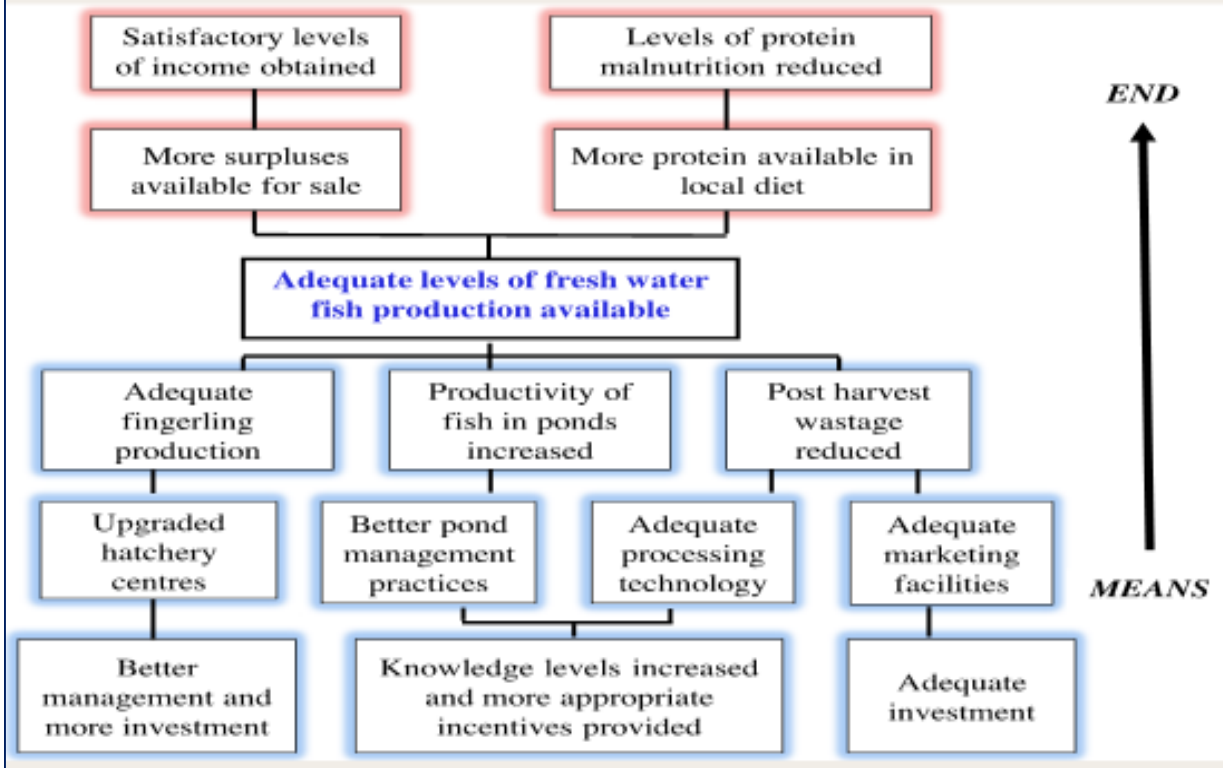 Satisfactory levels
of income obtained
Levels of protein
malnutrition reduced
END
More surpluses
available for sale
More protein available in
local diet
Adequate levels of fresh water
fish production available
Adequate
fingerling
production
Productivity of
fish in ponds
increased
Post harvest
wastage
reduced
Upgraded
hatchery
centres
Better pond
management
practices
Adequate
processing
technology
Adequate
marketing
facilities
MEANS
Better
management and
more investment
Knowledge levels increased
and more appropriate
incentives provided
Adequate
investment